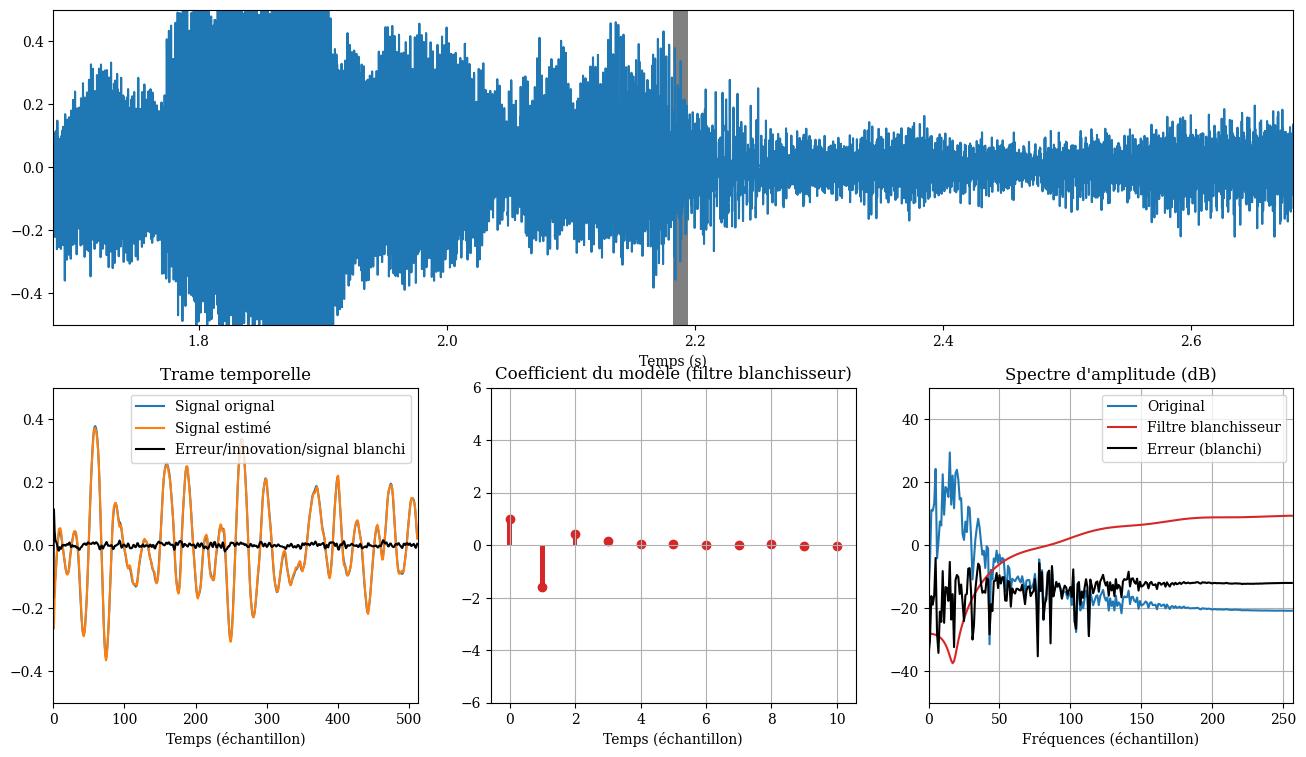 0.4
0.2
0.0
−0.2
−0.4
1.8 2.0 2.2 2.4 2.6
Temps (s)
Trame temporelle
Signal orignal
Signal estimé
Erreur/innovation/signal blanchi
0.4
0.2
0.0
−0.2
−0.4
0 100 200 300 400 500
Temps (échantillon)
Coefficient du modèle (filtre blanchisseur)
6
4
2
0
−2
−4
−6
0 2 4 6 8 10
Temps (échantillon)
Spectre d'amplitude (dB)
Original
Filtre blanchisseur
Erreur (blanchi)
40
20
0
−20
−40
0 50 100 150 200 250
Fréquences (échantillon)